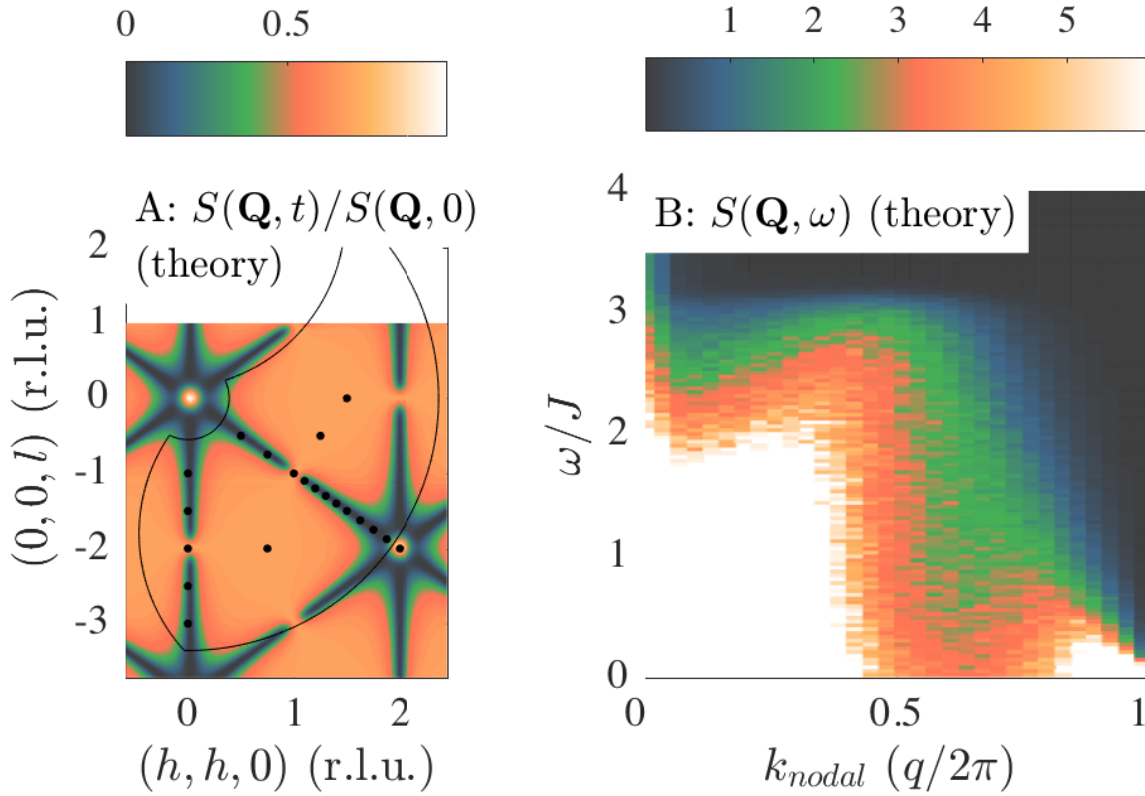 0 0.5
1 2 3 4 5
A: S(Q, t)/S(Q, 0)
(theory)
B: S(Q, ω) (theory)
2
1
0
-1
-2
-3
(0, 0, l) (r.l.u.)
0 1 2
(h, h, 0) (r.l.u.)
4
3
2
1
0
ω/J
0 0.5 1
k_nodal (q/2π)